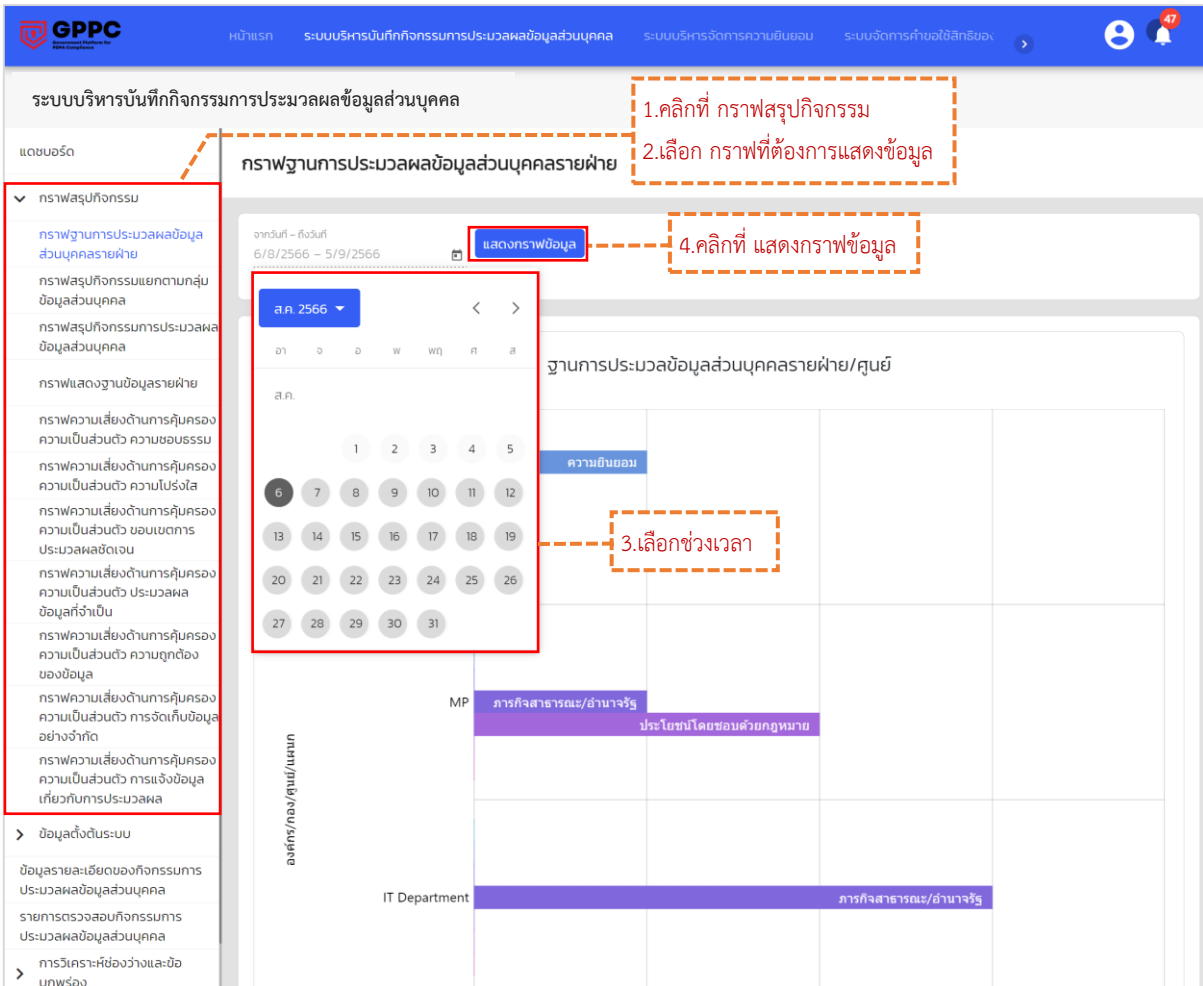 GPPC
Government Platform for
PDPA Compliance
หน้าแรก
ระบบบริหารบันทึกกิจกรรมการประมวลผลข้อมูลส่วนบุคคล
ระบบบริหารจัดการความยินยอม
ระบบจัดการคำขอใช้สิทธิของ
47
ระบบบริหารบันทึกกิจกรรมการประมวลผลข้อมูลส่วนบุคคล
1.คลิกที่ กราฟสรุปกิจกรรม
2.เลือก กราฟที่ต้องการแสดงข้อมูล
แดชบอร์ด
กราฟสรุปกิจกรรม
กราฟฐานการประมวลผลข้อมูล
ส่วนบุคคลรายฝ่าย
กราฟสรุปกิจกรรมแยกตามกลุ่ม
ข้อมูลส่วนบุคคล
กราฟสรุปกิจกรรมการประมวลผล
ข้อมูลส่วนบุคคล
กราฟแสดงฐานข้อมูลรายฝ่าย
กราฟความเสี่ยงด้านการคุ้มครอง
ความเป็นส่วนตัว ความชอบธรรม
กราฟความเสี่ยงด้านการคุ้มครอง
ความเป็นส่วนตัว ความโปร่งใส
กราฟความเสี่ยงด้านการคุ้มครอง
ความเป็นส่วนตัว ขอบเขตการ
ประมวลผลชัดเจน
กราฟความเสี่ยงด้านการคุ้มครอง
ความเป็นส่วนตัว ประมวลผล
ข้อมูลที่จำเป็น
กราฟความเสี่ยงด้านการคุ้มครอง
ความเป็นส่วนตัว ความถูกต้อง
ของข้อมูล
กราฟความเสี่ยงด้านการคุ้มครอง
ความเป็นส่วนตัว การจัดเก็บข้อมูล
อย่างจำกัด
กราฟความเสี่ยงด้านการคุ้มครอง
ความเป็นส่วนตัว การแจ้งข้อมูล
เกี่ยวกับการประมวลผล
ข้อมูลตั้งต้นระบบ
ข้อมูลรายละเอียดของกิจกรรมการ
ประมวลผลข้อมูลส่วนบุคคล
รายการตรวจสอบกิจกรรมการ
ประมวลผลข้อมูลส่วนบุคคล
การวิเคราะห์ช่องว่างและข้อ
บกพร่อง
กราฟฐานการประมวลผลข้อมูลส่วนบุคคลรายฝ่าย
จากวันที่ – ถึงวันที่
6/8/2566 – 5/9/2566
แสดงกราฟข้อมูล
4.คลิกที่ แสดงกราฟข้อมูล
ส.ค. 2566
อา จ อ พ พฤ ศ ส
ส.ค.
1 2 3 4 5
6 7 8 9 10 11 12
13 14 15 16 17 18 19
20 21 22 23 24 25 26
27 28 29 30 31
3.เลือกช่วงเวลา
ฐานการประมวลข้อมูลส่วนบุคคลรายฝ่าย/ศูนย์
ความยินยอม
MP
ภารกิจสาธารณะ/อำนาจรัฐ
ประโยชน์โดยชอบด้วยกฎหมาย
องค์กร/กอง/ศูนย์/แผนก
IT Department
ภารกิจสาธารณะ/อำนาจรัฐ